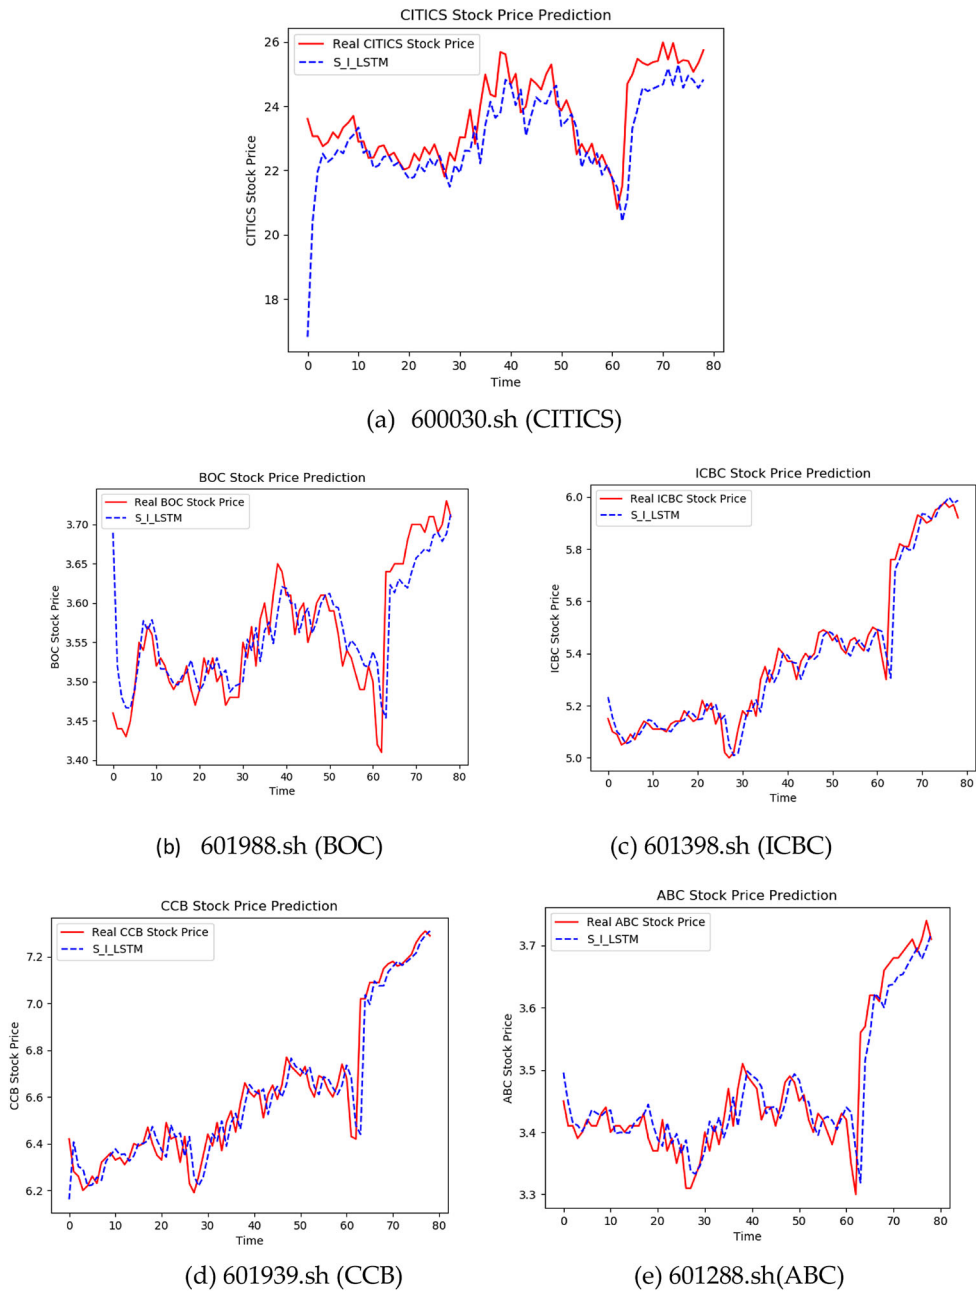 CITICS Stock Price Prediction
Real CITICS Stock Price
S_I_LSTM
CITICS Stock Price
26
24
22
20
18
0 10 20 30 40 50 60 70 80
Time
(a) 600030.sh (CITICS)
BOC Stock Price Prediction
Real BOC Stock Price
S_I_LSTM
BOC Stock Price
3.70
3.65
3.60
3.55
3.50
3.45
3.40
0 10 20 30 40 50 60 70 80
Time
(b) 601988.sh (BOC)
ICBC Stock Price Prediction
Real ICBC Stock Price
S_I_LSTM
ICBC Stock Price
6.0
5.8
5.6
5.4
5.2
5.0
0 10 20 30 40 50 60 70 80
Time
(c) 601398.sh (ICBC)
CCB Stock Price Prediction
Real CCB Stock Price
S_I_LSTM
CCB Stock Price
7.2
7.0
6.8
6.6
6.4
6.2
0 10 20 30 40 50 60 70 80
Time
(d) 601939.sh (CCB)
ABC Stock Price Prediction
Real ABC Stock Price
S_I_LSTM
ABC Stock Price
3.7
3.6
3.5
3.4
3.3
0 10 20 30 40 50 60 70 80
Time
(e) 601288.sh(ABC)